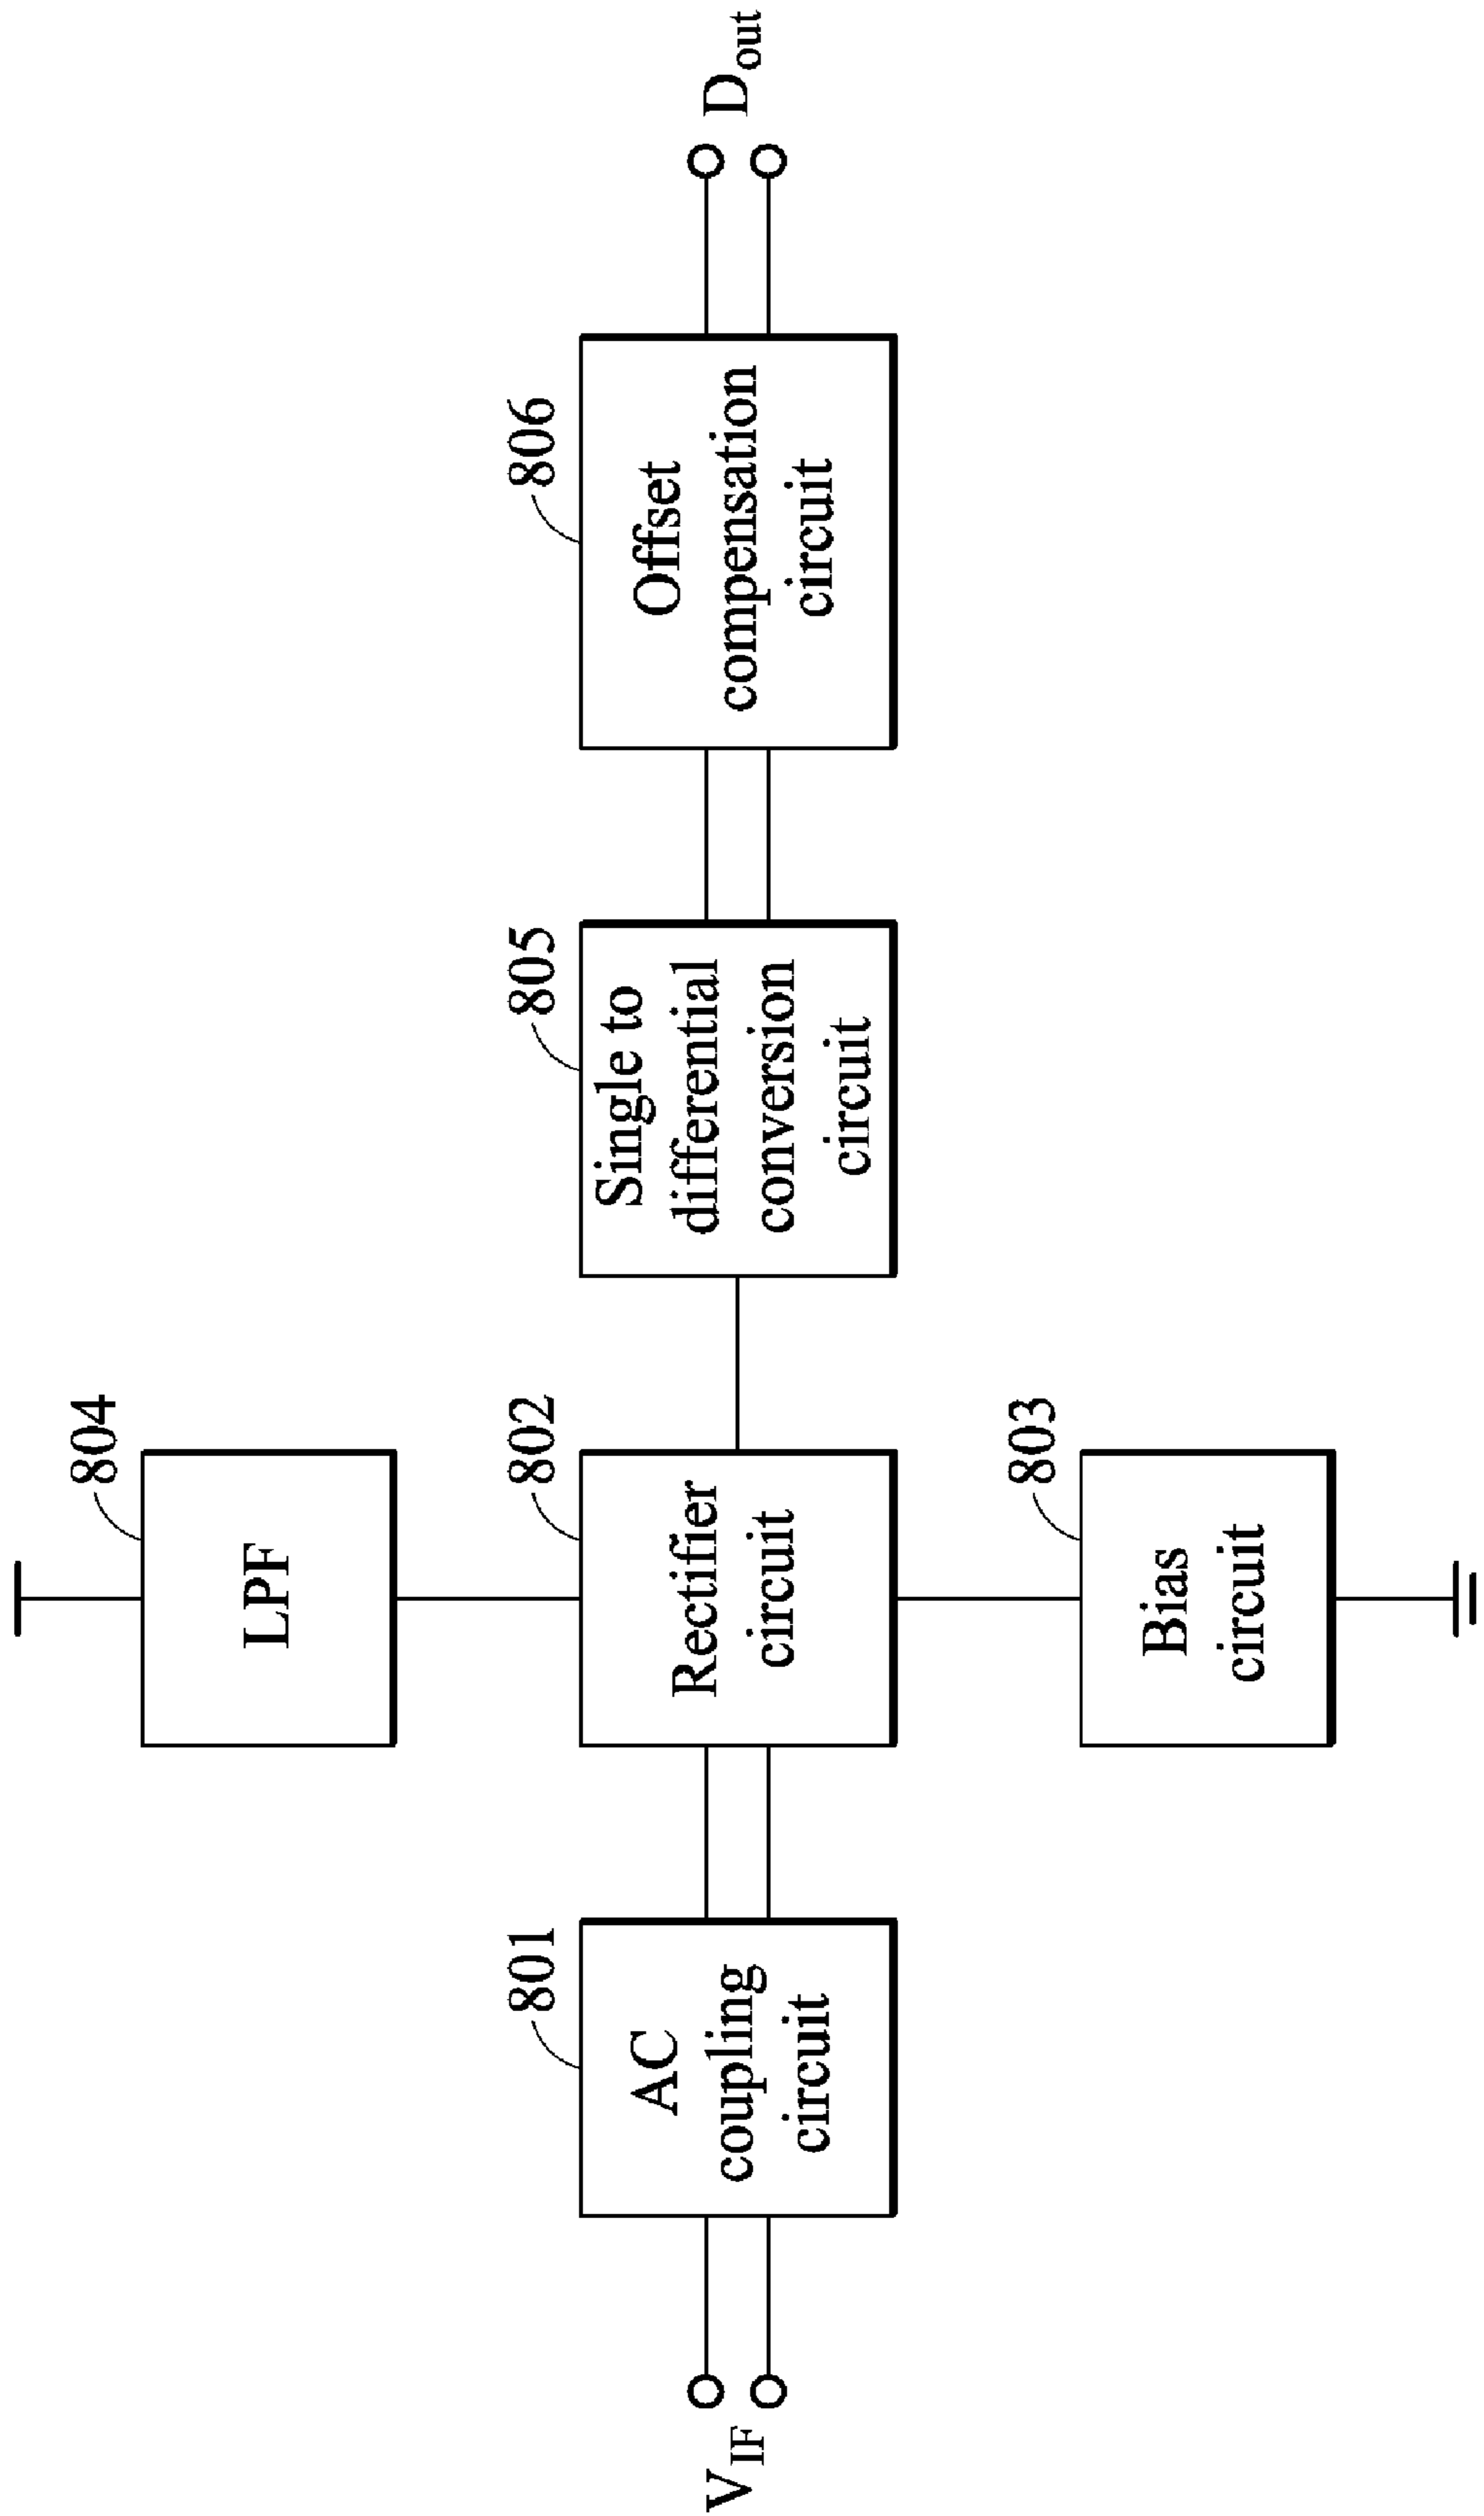 804
LPF
801
AC
coupling
circuit
802
Rectifier
circuit
805
Single to
differential
conversion
circuit
806
Offset
compensation
circuit
V_IF
D_out
803
Bias
circuit